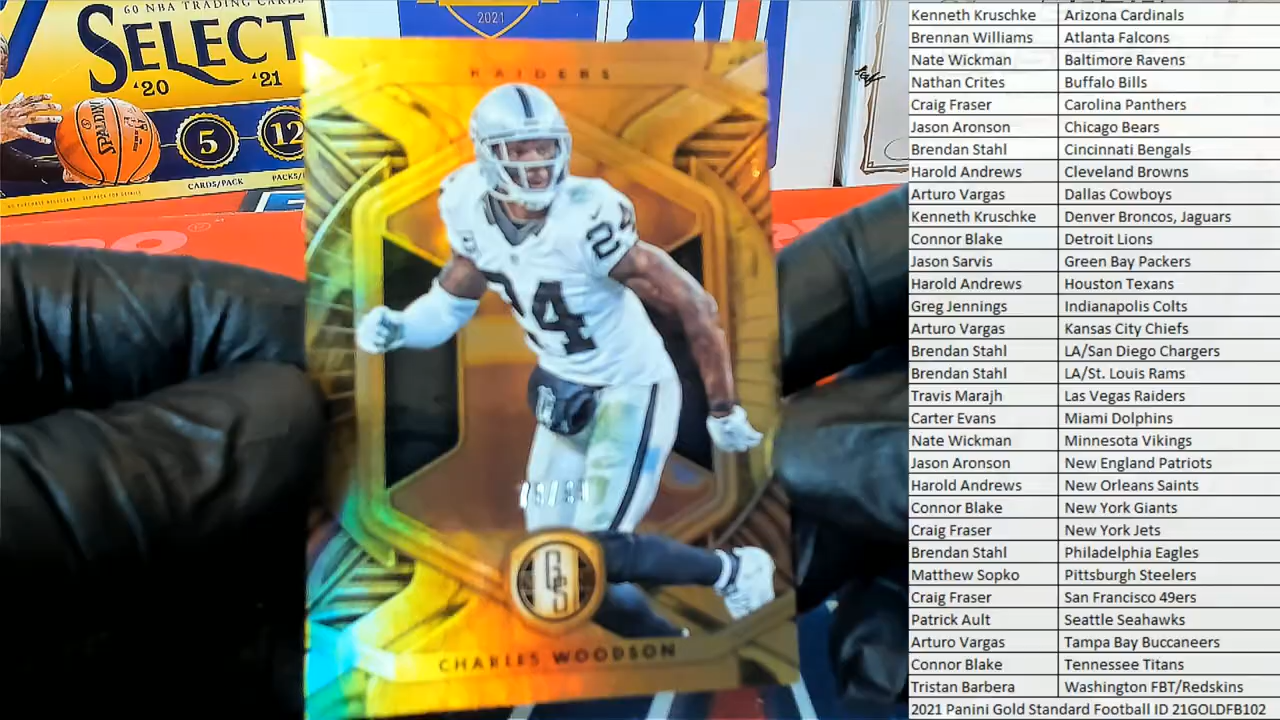 60 NBA TRADING CARDS
SELECT
'20 '21
SPALDING
5
12
CARDS/PACK
2021
RAIDERS
24
24
GS
CHARLES WOODSON
Kenneth Kruschke Arizona Cardinals
Brennan Williams Atlanta Falcons
Nate Wickman Baltimore Ravens
Nathan Crites Buffalo Bills
Craig Fraser Carolina Panthers
Jason Aronson Chicago Bears
Brendan Stahl Cincinnati Bengals
Harold Andrews Cleveland Browns
Arturo Vargas Dallas Cowboys
Kenneth Kruschke Denver Broncos, Jaguars
Connor Blake Detroit Lions
Jason Sarvis Green Bay Packers
Harold Andrews Houston Texans
Greg Jennings Indianapolis Colts
Arturo Vargas Kansas City Chiefs
Brendan Stahl LA/San Diego Chargers
Brendan Stahl LA/St. Louis Rams
Travis Marajh Las Vegas Raiders
Carter Evans Miami Dolphins
Nate Wickman Minnesota Vikings
Jason Aronson New England Patriots
Harold Andrews New Orleans Saints
Connor Blake New York Giants
Craig Fraser New York Jets
Brendan Stahl Philadelphia Eagles
Matthew Sopko Pittsburgh Steelers
Craig Fraser San Francisco 49ers
Patrick Ault Seattle Seahawks
Arturo Vargas Tampa Bay Buccaneers
Connor Blake Tennessee Titans
Tristan Barbera Washington FBT/Redskins
2021 Panini Gold Standard Football ID 21GOLDFB102